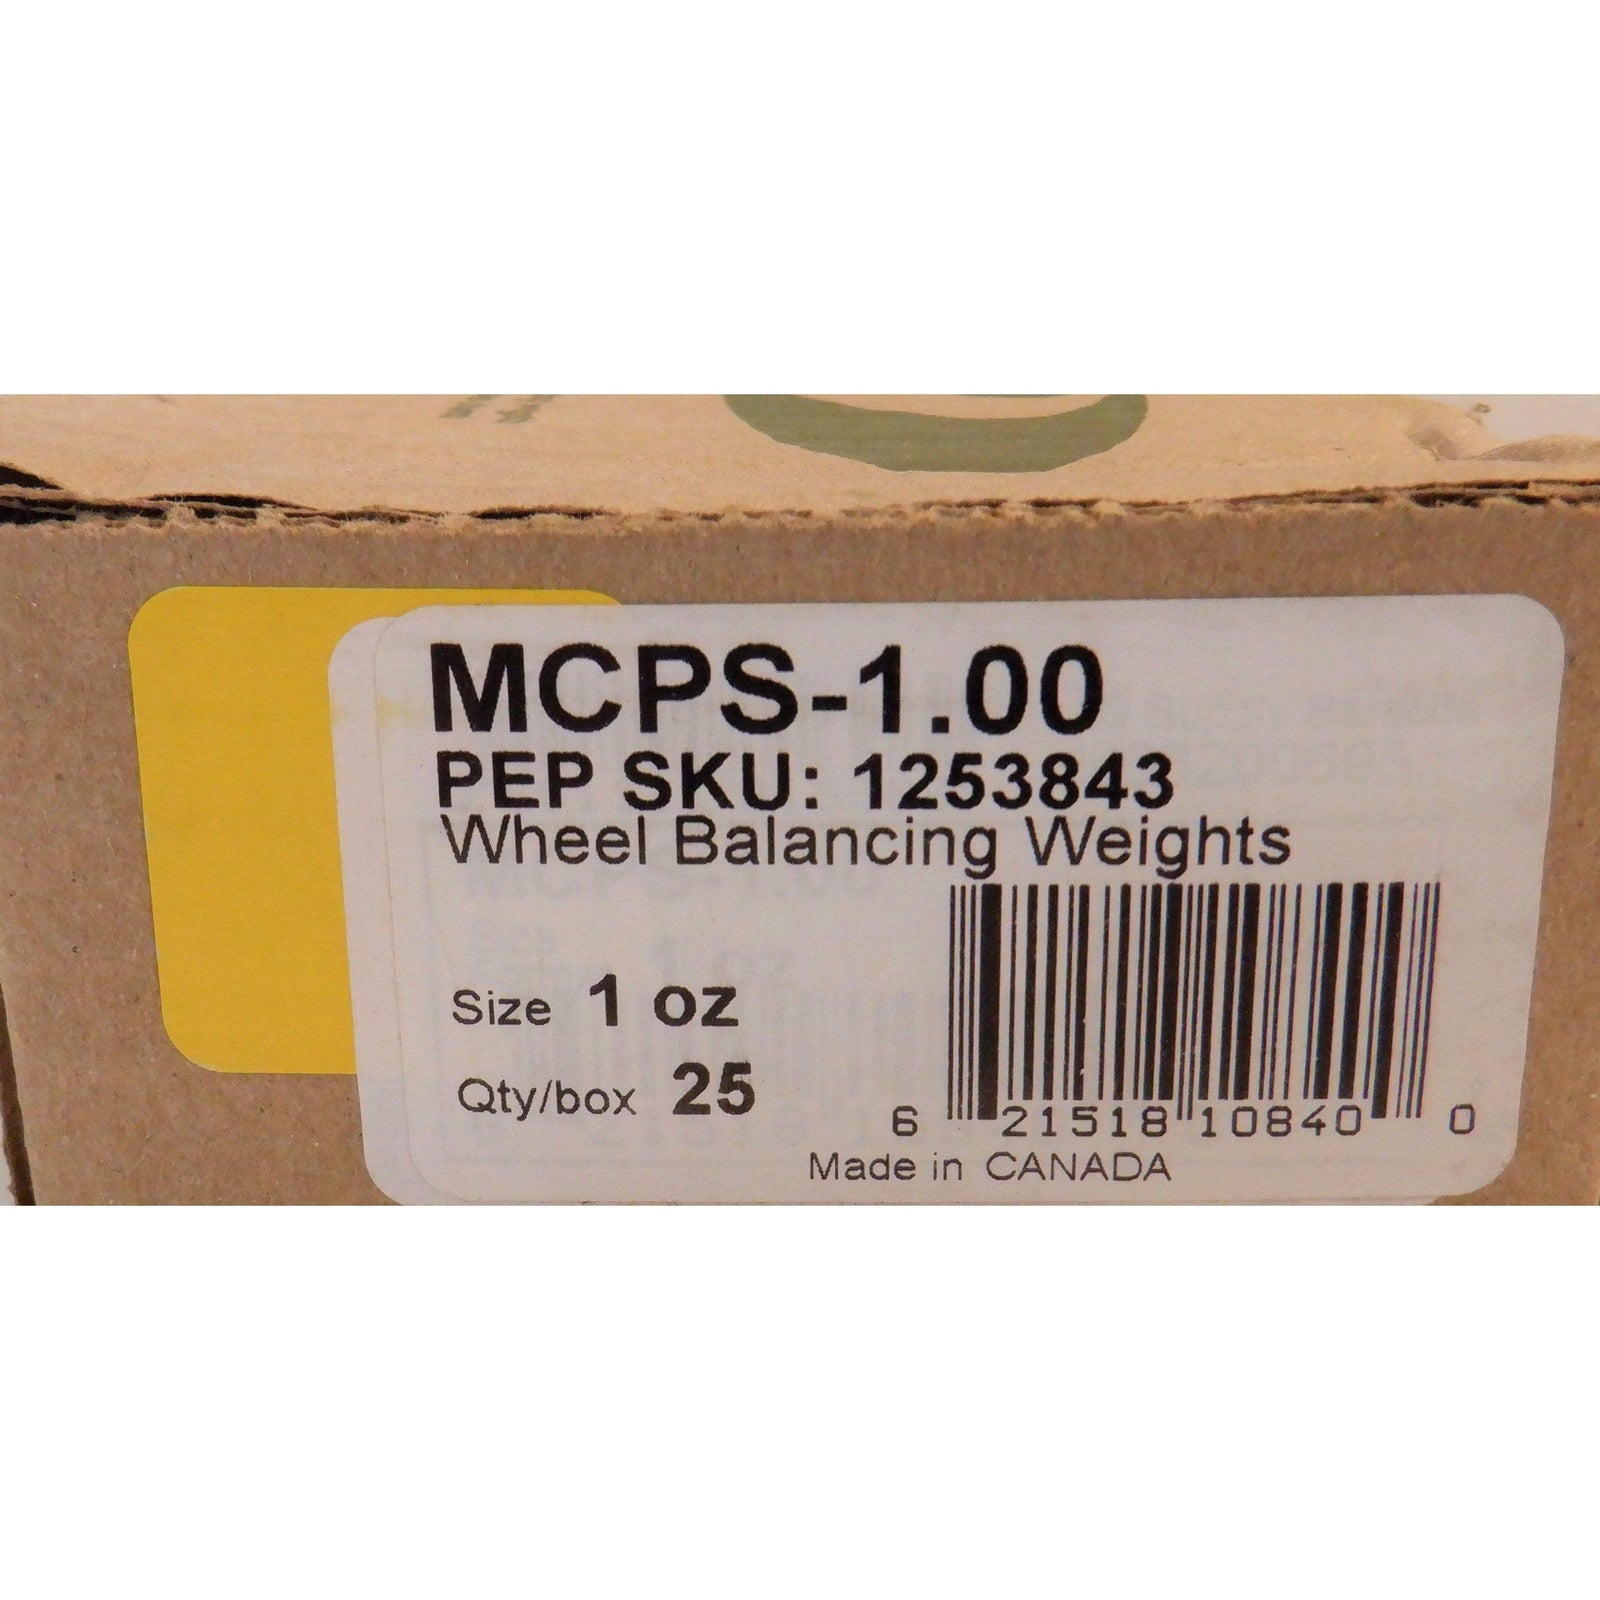 MCPS-1.00
PEP SKU: 1253843
Wheel Balancing Weights
Size 1 oz
Qty/box 25
6 21518 10840 0
Made in CANADA